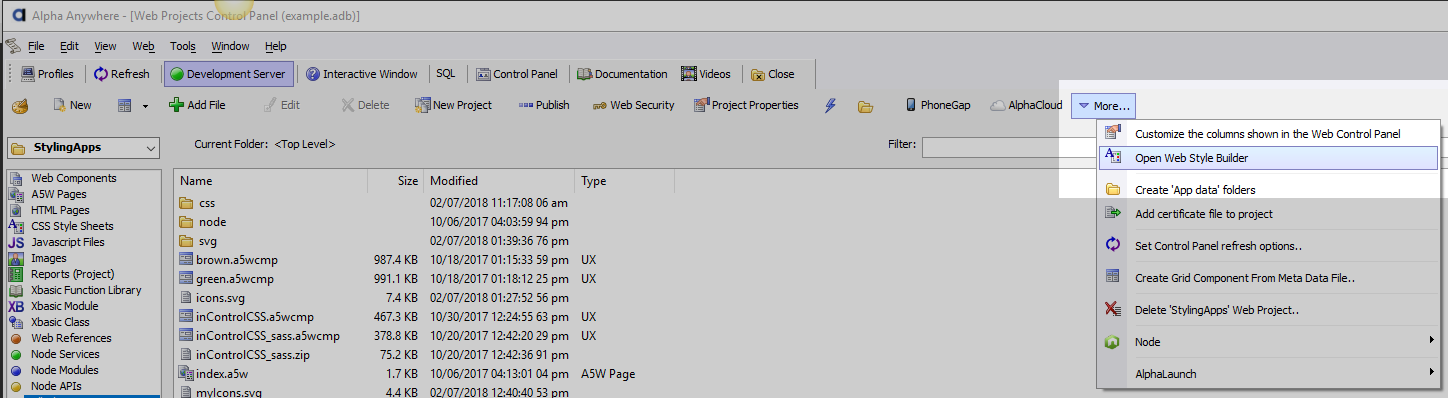 Alpha Anywhere - [Web Projects Control Panel (example.adb)]
File Edit View Web Tools Window Help
Profiles Refresh Development Server Interactive Window SQL Control Panel Documentation Videos Close
New Add File Edit Delete New Project Publish Web Security Project Properties PhoneGap AlphaCloud More...
StylingApps Current Folder: <Top Level> Filter:
Customize the columns shown in the Web Control Panel
Open Web Style Builder
Create 'App data' folders
Add certificate file to project
Set Control Panel refresh options..
Create Grid Component From Meta Data File..
Delete 'StylingApps' Web Project..
Node
AlphaLaunch
Web Components
A5W Pages
HTML Pages
CSS Style Sheets
Javascript Files
Images
Reports (Project)
Xbasic Function Library
Xbasic Module
Xbasic Class
Web References
Node Services
Node Modules
Node APIs
Name Size Modified Type
css 02/07/2018 11:17:08 06 am
node 10/06/2017 04:03:59 94 pm
svg 02/07/2018 01:39:36 76 pm
brown.a5wcmp 987.4 KB 10/18/2017 01:15:33 59 pm UX
green.a5wcmp 991.1 KB 10/18/2017 01:18:12 25 pm UX
icons.svg 7.4 KB 02/07/2018 01:27:52 56 pm
inControlCSS.a5wcmp 467.3 KB 10/30/2017 12:24:55 63 pm UX
inControlCSS_sass.a5wcmp 378.8 KB 10/20/2017 12:42:20 29 pm UX
inControlCSS_sass.zip 75.2 KB 10/20/2017 12:42:36 91 pm
index.a5w 1.7 KB 10/06/2017 04:13:01 04 pm A5W Page
myIcons.svg 4.4 KB 02/07/2018 12:40:40 53 pm